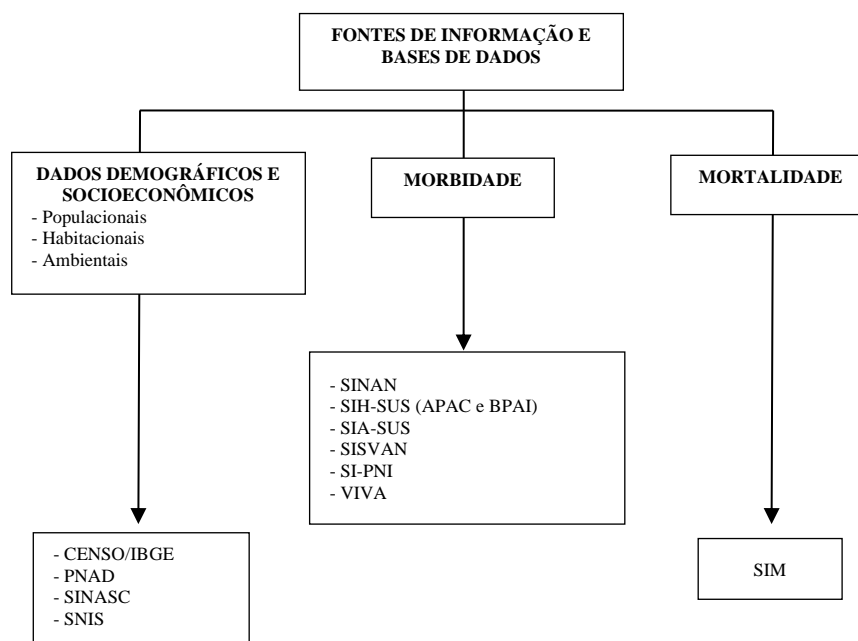 FONTES DE INFORMAÇÃO E
BASES DE DADOS
DADOS DEMOGRÁFICOS E
SOCIOECONÔMICOS
- Populacionais
- Habitacionais
- Ambientais
MORBIDADE
MORTALIDADE
- SINAN
- SIH-SUS (APAC e BPAI)
- SIA-SUS
- SISVAN
- SI-PNI
- VIVA
- CENSO/IBGE
- PNAD
- SINASC
- SNIS
SIM